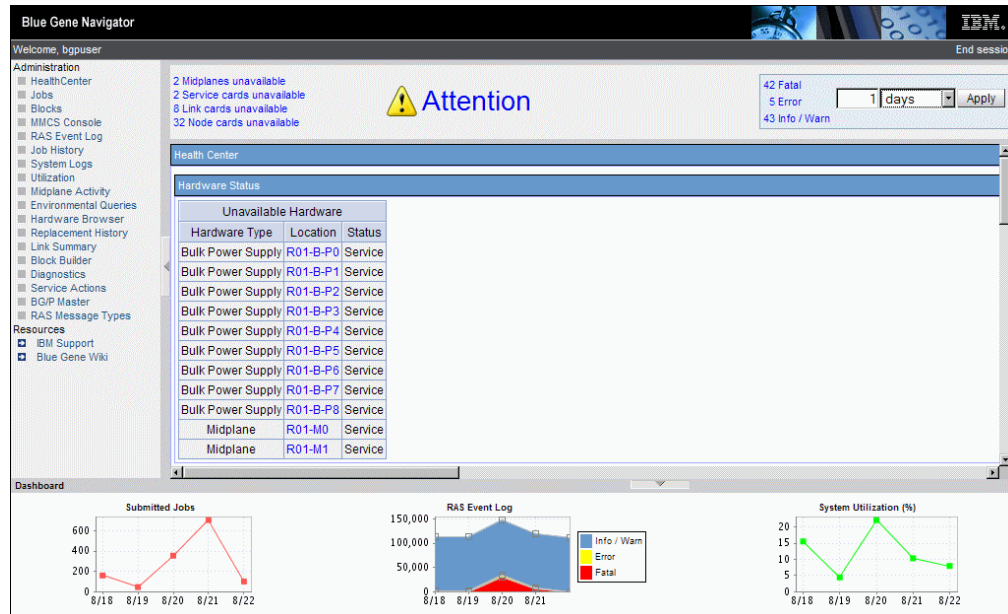 Blue Gene Navigator
IBM.
Welcome, bgpuser
End sessio
Administration
HealthCenter
Jobs
Blocks
MMCS Console
RAS Event Log
Job History
System Logs
Utilization
Midplane Activity
Environmental Queries
Hardware Browser
Replacement History
Link Summary
Block Builder
Diagnostics
Service Actions
BG/P Master
RAS Message Types
Resources
IBM Support
Blue Gene Wiki
2 Midplanes unavailable
2 Service cards unavailable
8 Link cards unavailable
32 Node cards unavailable
Attention
42 Fatal
5 Error
43 Info / Warn
1 days Apply
Health Center
Hardware Status
Unavailable Hardware
Hardware Type Location Status
Bulk Power Supply R01-B-P0 Service
Bulk Power Supply R01-B-P1 Service
Bulk Power Supply R01-B-P2 Service
Bulk Power Supply R01-B-P3 Service
Bulk Power Supply R01-B-P4 Service
Bulk Power Supply R01-B-P5 Service
Bulk Power Supply R01-B-P6 Service
Bulk Power Supply R01-B-P7 Service
Bulk Power Supply R01-B-P8 Service
Midplane R01-M0 Service
Midplane R01-M1 Service
Dashboard
Submitted Jobs
600
400
200
0
8/18 8/19 8/20 8/21 8/22
RAS Event Log
150,000
100,000
50,000
0
8/18 8/19 8/20 8/21
Info / Warn
Error
Fatal
System Utilization (%)
20
15
10
5
0
8/18 8/19 8/20 8/21 8/22